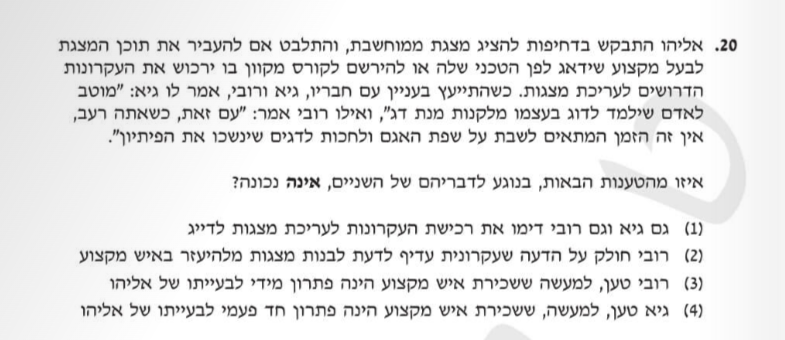 20. אליהו התבקש בדחיפות להציג מצגת ממוחשבת, והתלבט אם להעביר את תוכן המצגת
לבעל מקצוע שידאג לפן הטכני שלה או להירשם לקורס מקוון בו ירכוש את העקרונות
הדרושים לעריכת מצגות. כשהתייעץ בעניין עם חבריו, גיא ורובי, אמר לו גיא: "מוטב
לאדם שילמד לדוג בעצמו מלקנות מנת דג", ואילו רובי אמר: "עם זאת, כשאתה רעב,
אין זה הזמן המתאים לשבת על שפת האגם ולחכות לדגים שינשכו את הפיתיון".
איזו מהטענות הבאות, בנוגע לדבריהם של השניים, אינה נכונה?
(1) גם גיא וגם רובי דימו את רכישת העקרונות לעריכת מצגות לדייג
(2) רובי חולק על הדעה שעקרונית עדיף לדעת לבנות מצגות מלהיעזר באיש מקצוע
(3) רובי טען, למעשה ששכירת איש מקצוע הינה פתרון מידי לבעייתו של אליהו
(4) גיא טען, למעשה, ששכירת איש מקצוע הינה פתרון חד פעמי לבעייתו של אליהו